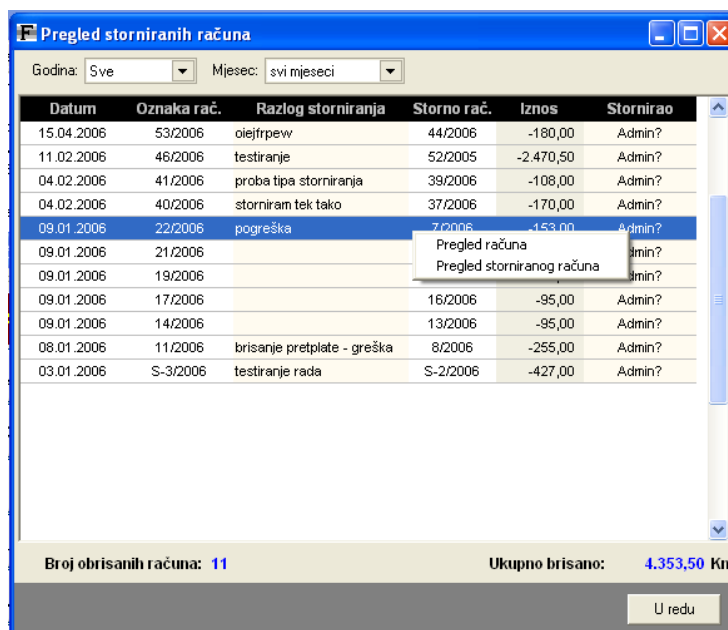 F Pregled storniranih računa
Godina: Sve Mjesec: svi mjeseci
Datum Oznaka rač. Razlog storniranja Storno rač. Iznos Stornirao
15.04.2006 53/2006 oiejfrpew 44/2006 -180,00 Admin?
11.02.2006 46/2006 testiranje 52/2005 -2.470,50 Admin?
04.02.2006 41/2006 proba tipa storniranja 39/2006 -108,00 Admin?
04.02.2006 40/2006 storniram tek tako 37/2006 -170,00 Admin?
09.01.2006 22/2006 pogreška 7/2006 -153,00 Admin?
Pregled računa
09.01.2006 21/2006 dmin?
Pregled storniranog računa
09.01.2006 19/2006 dmin?
09.01.2006 17/2006 16/2006 -95,00 Admin?
09.01.2006 14/2006 13/2006 -95,00 Admin?
08.01.2006 11/2006 brisanje pretplate - greška 8/2006 -255,00 Admin?
03.01.2006 S-3/2006 testiranje rada S-2/2006 -427,00 Admin?
Broj obrisanih računa: 11 Ukupno brisano: 4.353,50 Kn
U redu